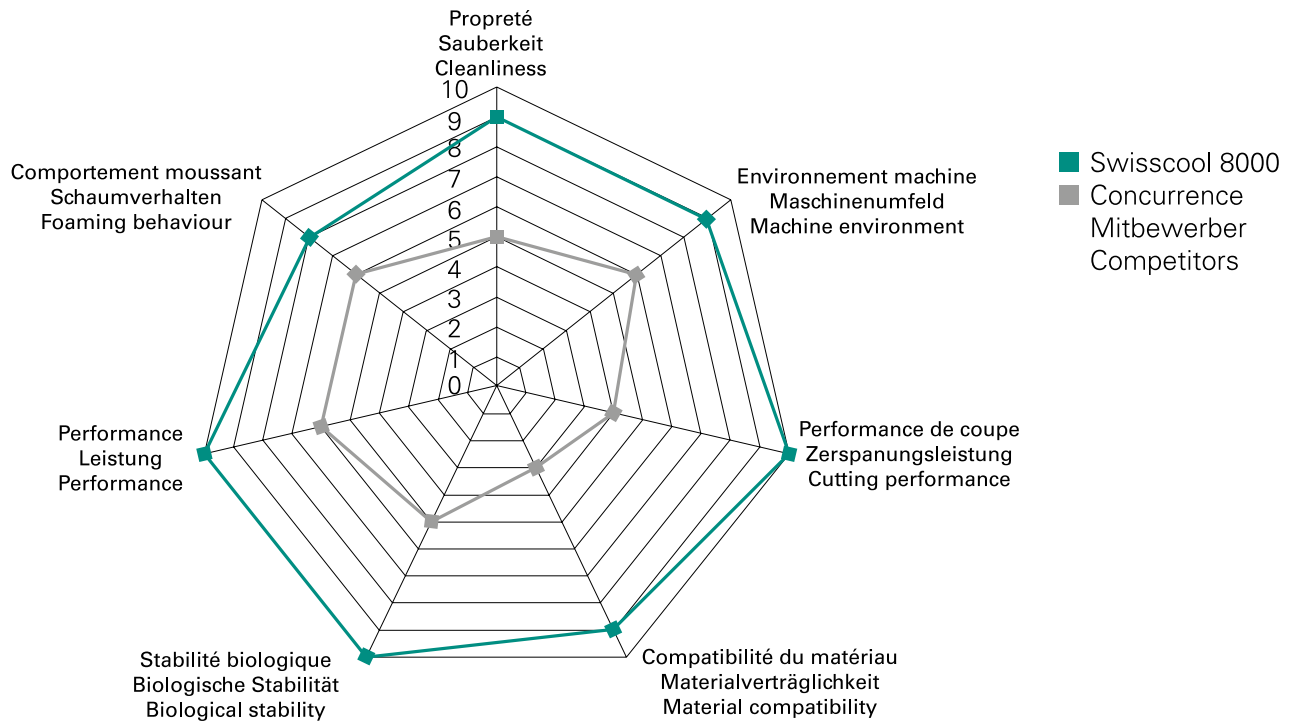 Propreté
Sauberkeit
Cleanliness
10
9
8
7
6
5
4
3
2
1
0
Environnement machine
Maschinenumfeld
Machine environment
Performance de coupe
Zerspanungsleistung
Cutting performance
Compatibilité du matériau
Materialverträglichkeit
Material compatibility
Stabilité biologique
Biologische Stabilität
Biological stability
Performance
Leistung
Performance
Comportement moussant
Schaumverhalten
Foaming behaviour
Swisscool 8000
Concurrence
Mitbewerber
Competitors